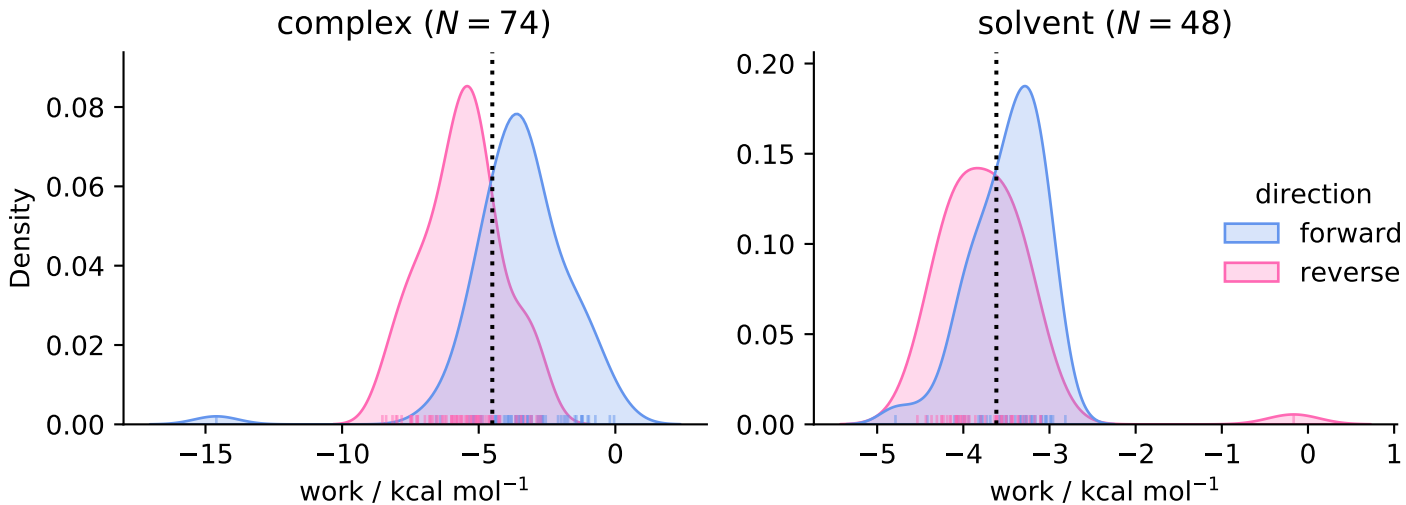 complex (N = 74)
Density
0.08
0.06
0.04
0.02
0.00
−15
−10
−5
0
work / kcal mol⁻¹
solvent (N = 48)
0.20
0.15
0.10
0.05
0.00
−5
−4
−3
−2
−1
0
1
work / kcal mol⁻¹
direction
forward
reverse